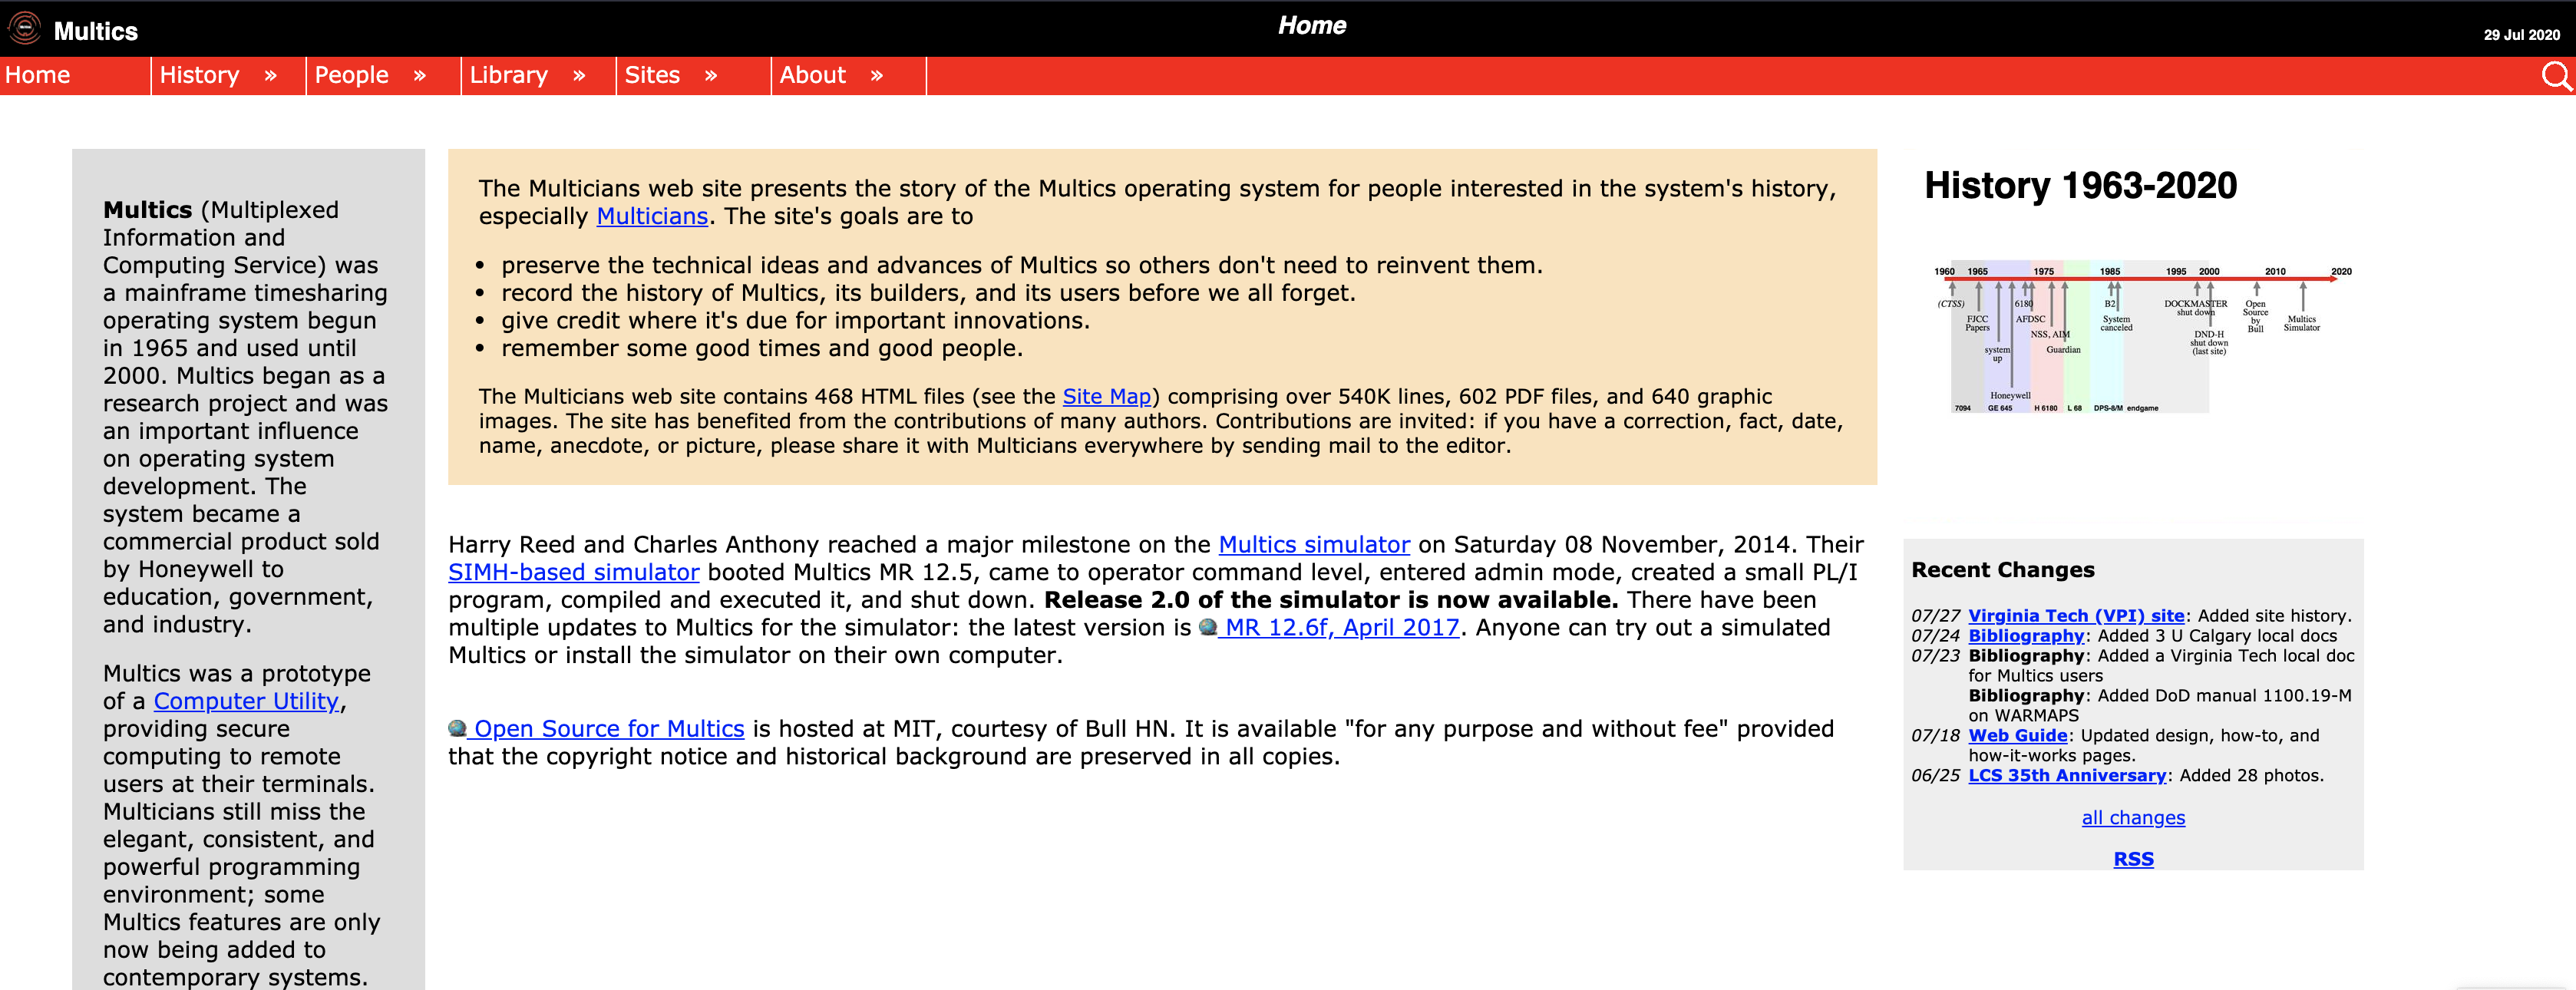 Multics
Home
29 Jul 2020
Home
History »
People »
Library »
Sites »
About »
Multics (Multiplexed
Information and
Computing Service) was
a mainframe timesharing
operating system begun
in 1965 and used until
2000. Multics began as a
research project and was
an important influence
on operating system
development. The
system became a
commercial product sold
by Honeywell to
education, government,
and industry.
Multics was a prototype
of a Computer Utility,
providing secure
computing to remote
users at their terminals.
Multicians still miss the
elegant, consistent, and
powerful programming
environment; some
Multics features are only
now being added to
contemporary systems.
The Multicians web site presents the story of the Multics operating system for people interested in the system's history,
especially Multicians. The site's goals are to
• preserve the technical ideas and advances of Multics so others don't need to reinvent them.
• record the history of Multics, its builders, and its users before we all forget.
• give credit where it's due for important innovations.
• remember some good times and good people.
The Multicians web site contains 468 HTML files (see the Site Map) comprising over 540K lines, 602 PDF files, and 640 graphic
images. The site has benefited from the contributions of many authors. Contributions are invited: if you have a correction, fact, date,
name, anecdote, or picture, please share it with Multicians everywhere by sending mail to the editor.
Harry Reed and Charles Anthony reached a major milestone on the Multics simulator on Saturday 08 November, 2014. Their
SIMH-based simulator booted Multics MR 12.5, came to operator command level, entered admin mode, created a small PL/I
program, compiled and executed it, and shut down. Release 2.0 of the simulator is now available. There have been
multiple updates to Multics for the simulator: the latest version is MR 12.6f, April 2017. Anyone can try out a simulated
Multics or install the simulator on their own computer.
Open Source for Multics is hosted at MIT, courtesy of Bull HN. It is available "for any purpose and without fee" provided
that the copyright notice and historical background are preserved in all copies.
History 1963-2020
1960 1965 1975 1985 1995 2000 2010 2020
(CTSS)
FJCC
Papers
system
up
Honeywell
6180
AFDSC
NSS, AIM
Guardian
B2
System
canceled
DOCKMASTER
shut down
DND-H
shut down
(last site)
Open
Source
by
Bull
Multics
Simulator
7094 GE 645 H 6180 L 68 DPS-8/M endgame
Recent Changes
07/27 Virginia Tech (VPI) site: Added site history.
07/24 Bibliography: Added 3 U Calgary local docs
07/23 Bibliography: Added a Virginia Tech local doc
for Multics users
Bibliography: Added DoD manual 1100.19-M
on WARMAPS
07/18 Web Guide: Updated design, how-to, and
how-it-works pages.
06/25 LCS 35th Anniversary: Added 28 photos.
all changes
RSS